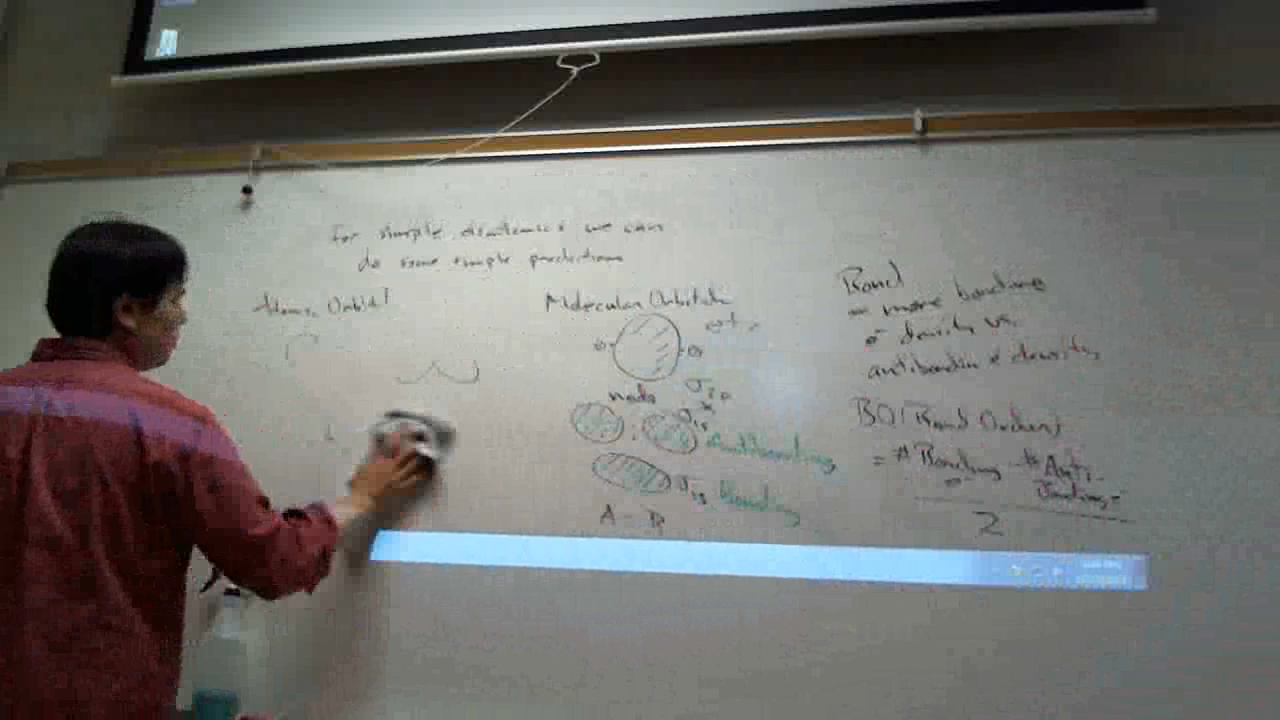 for simple diatomics we can
do some simple predictions
Atomic Orbital
Molecular Orbitals
node
σ*1s Antibonding
σ1s Bonding
A - B
Bond
= more bonding
e- density vs.
antibonding e- density
BO (Bond Order)
= # Bonding - # Anti-
Bonding
2